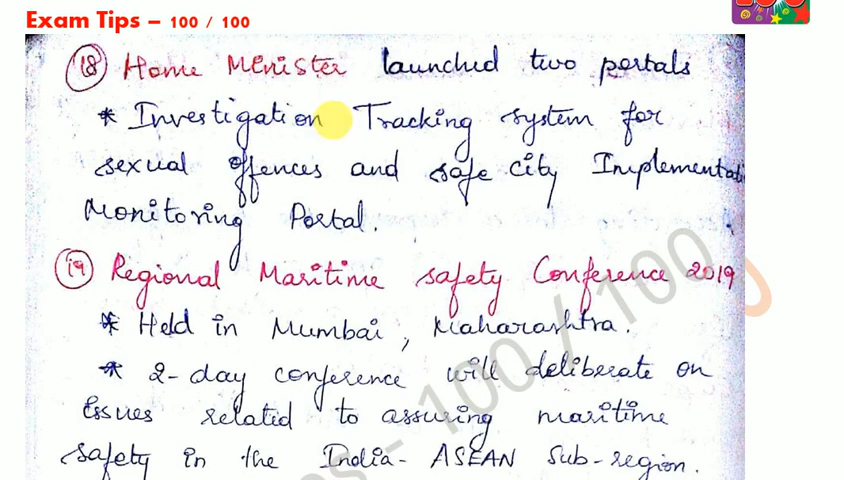 Exam Tips – 100 / 100
18 Home Minister launched two portals
* Investigation Tracking system for
sexual offences and safe city Implementati
Monitoring Portal.
19 Regional Maritime safety Conference 2019
* Held in Mumbai, Maharashtra.
* 2-day conference will deliberate on
issues related to assuring maritime
safety in the India-ASEAN sub-region.
- 100 / 100